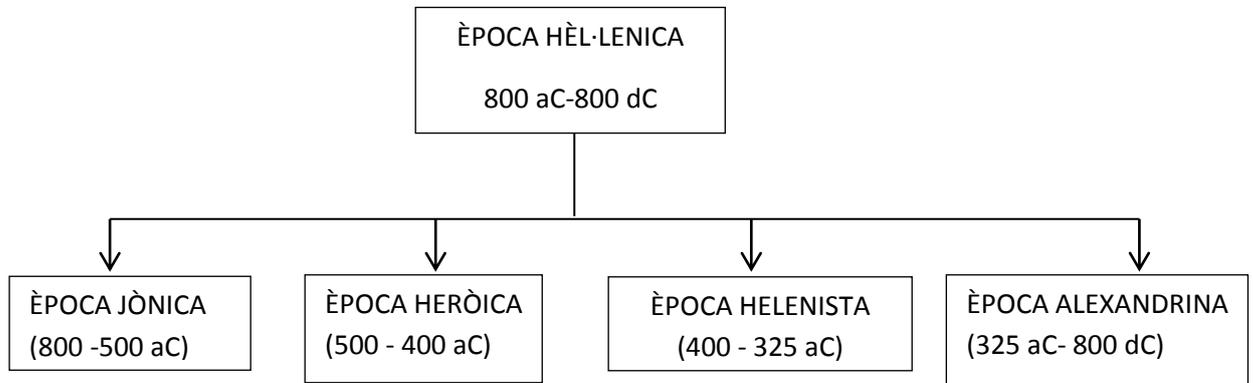 ÈPOCA HÈL·LENICA
800 aC-800 dC
ÈPOCA JÒNICA
(800 -500 aC)
ÈPOCA HERÒICA
(500 - 400 aC)
ÈPOCA HELENISTA
(400 - 325 aC)
ÈPOCA ALEXANDRINA
(325 aC- 800 dC)